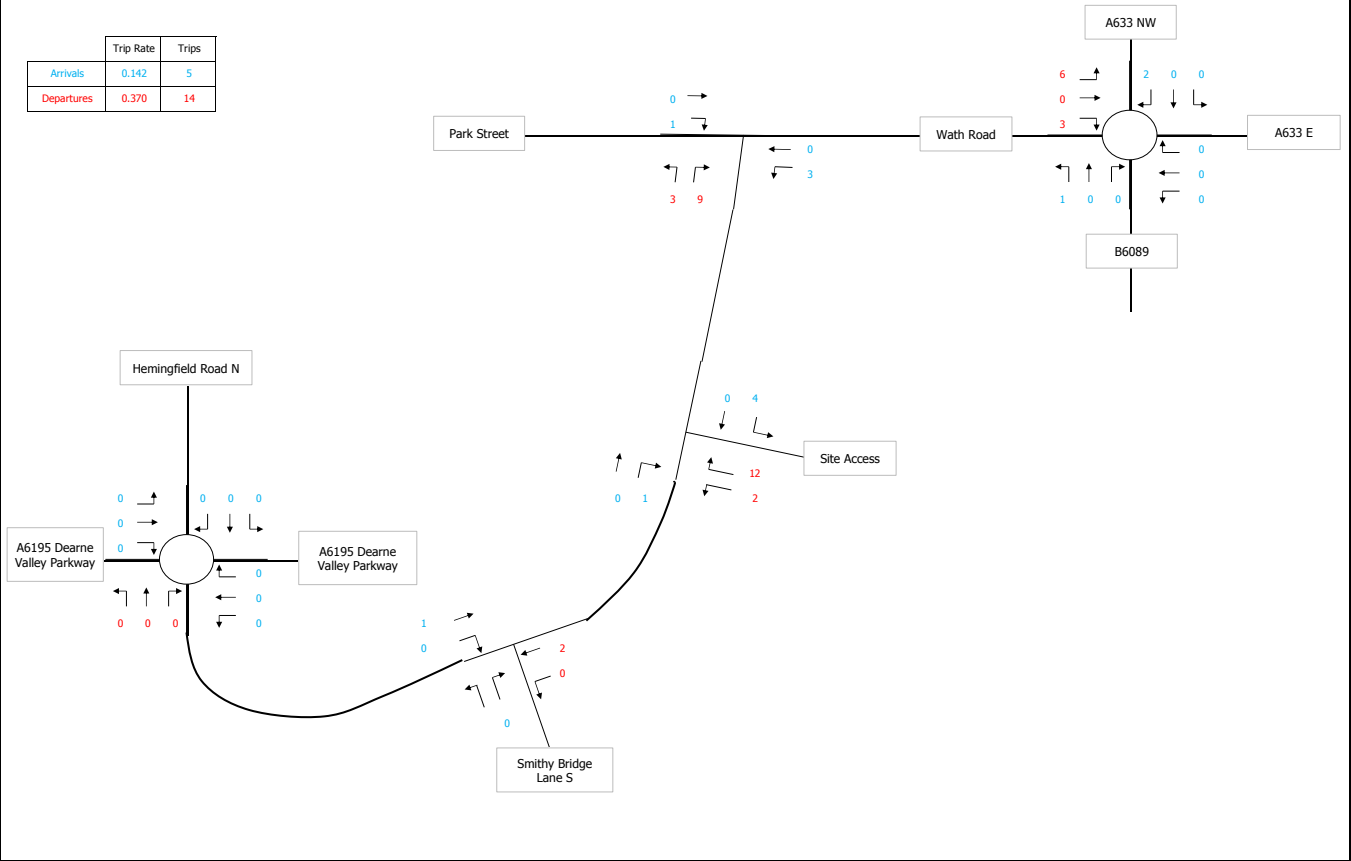 A633 NW
Trip Rate Trips
Arrivals 0.142 5
Departures 0.370 14
6 2 0 0
0
3
0
1
Park Street
Wath Road
A633 E
0
3
0
0
0
3 9
1 0 0
B6089
Hemingfield Road N
0 4
Site Access
12
2
0 1
0 0 0 0
0
0
A6195 Dearne
Valley Parkway
A6195 Dearne
Valley Parkway
0
0
0
0 0 0
1
0
2
0
0
Smithy Bridge
Lane S